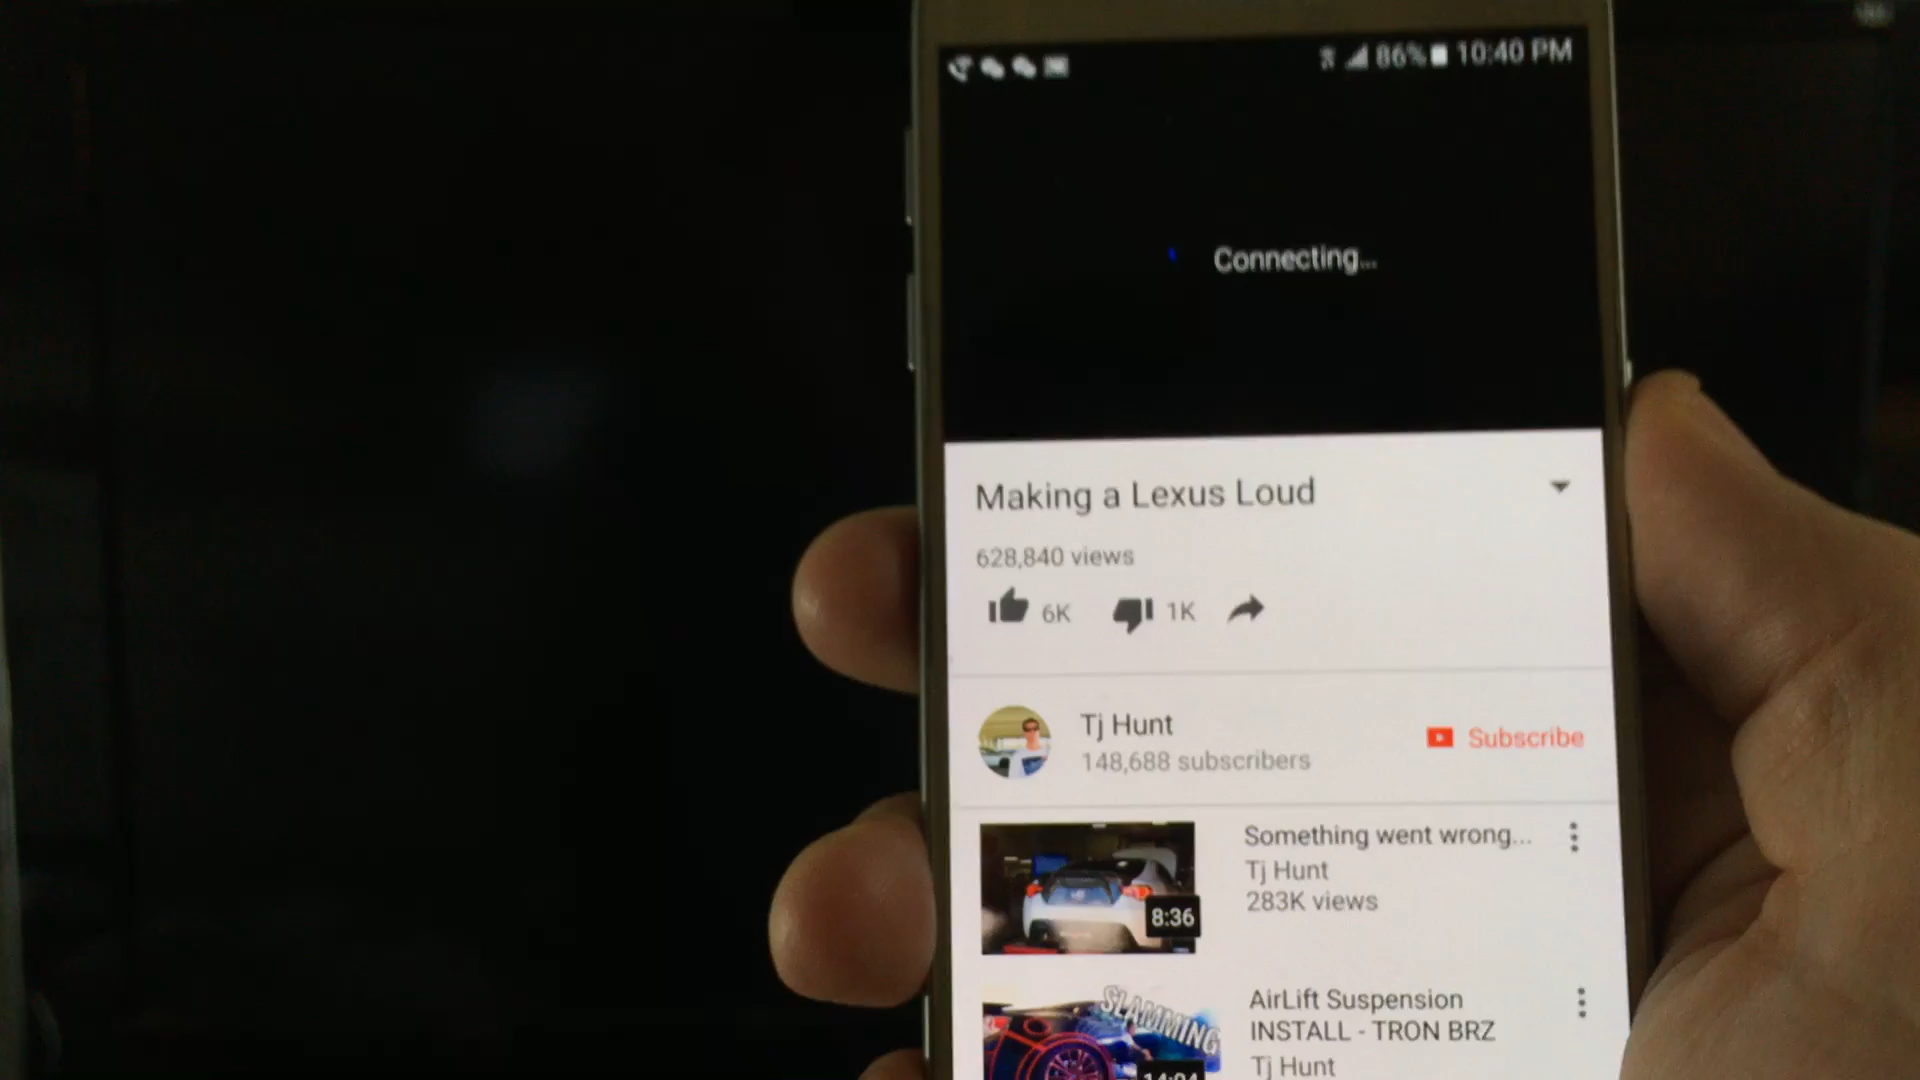 86% 10:40 PM
Connecting...
Making a Lexus Loud
628,840 views
6K 1K
Tj Hunt
148,688 subscribers
Subscribe
Something went wrong...
Tj Hunt
283K views
8:36
AirLift Suspension
INSTALL - TRON BRZ
Tj Hunt
SLAMMING